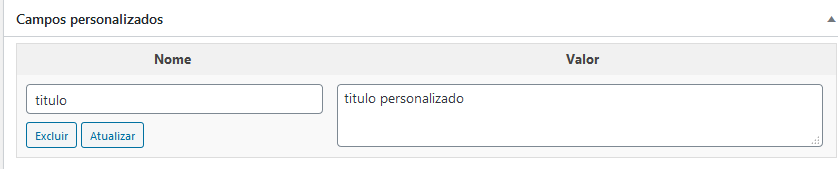 Campos personalizados
Nome
Valor
titulo
titulo personalizado
Excluir
Atualizar